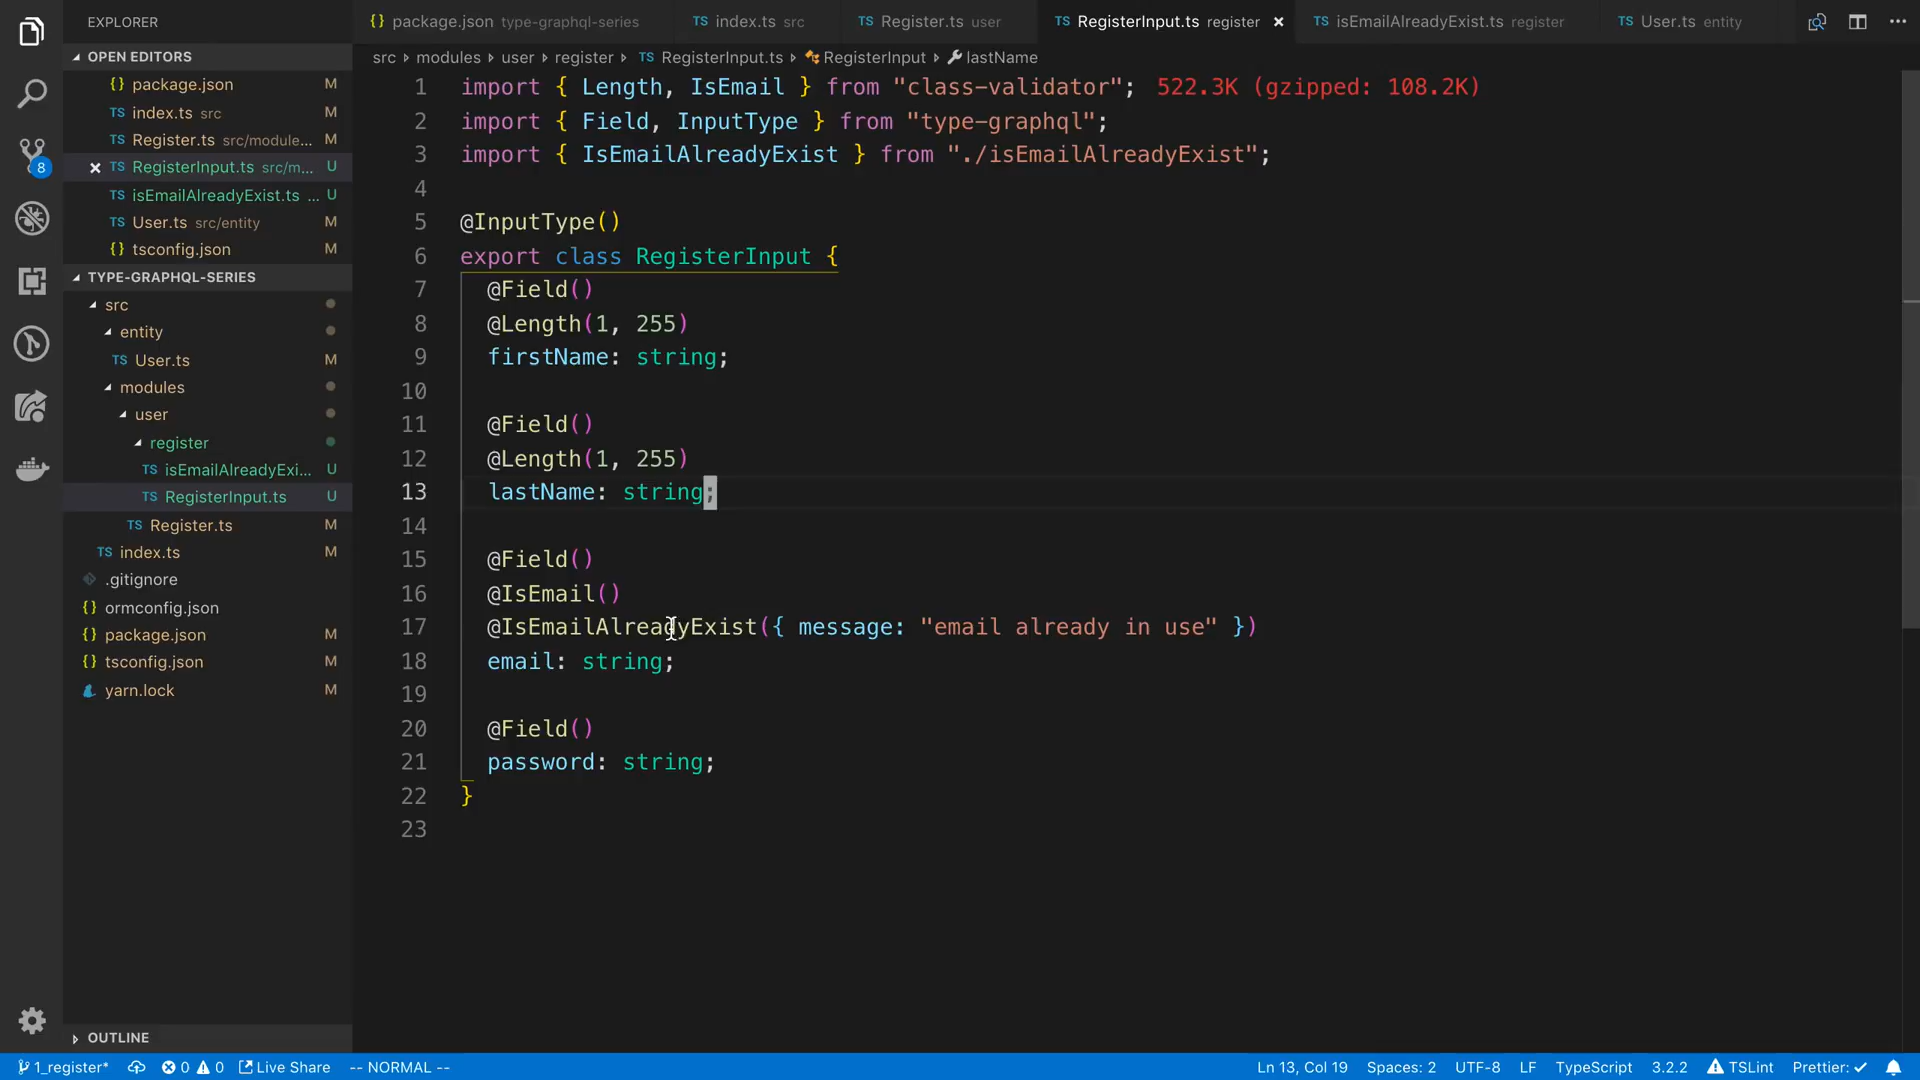 EXPLORER
OPEN EDITORS
{} package.json M
TS index.ts src M
TS Register.ts src/module... M
TS RegisterInput.ts src/m... U
TS isEmailAlreadyExist.ts ... U
TS User.ts src/entity M
{} tsconfig.json M
TYPE-GRAPHQL-SERIES
src
entity
TS User.ts M
modules
user
register
TS isEmailAlreadyExi... U
TS RegisterInput.ts U
TS Register.ts M
TS index.ts M
.gitignore
{} ormconfig.json
{} package.json M
{} tsconfig.json M
yarn.lock M
OUTLINE
8
{} package.json type-graphql-series
TS index.ts src
TS Register.ts user
TS RegisterInput.ts register
TS isEmailAlreadyExist.ts register
TS User.ts entity
src modules user register TS RegisterInput.ts RegisterInput lastName
1 import { Length, IsEmail } from "class-validator"; 522.3K (gzipped: 108.2K)
2 import { Field, InputType } from "type-graphql";
3 import { IsEmailAlreadyExist } from "./isEmailAlreadyExist";
4
5 @InputType()
6 export class RegisterInput {
7 @Field()
8 @Length(1, 255)
9 firstName: string;
10
11 @Field()
12 @Length(1, 255)
13 lastName: string;
14
15 @Field()
16 @IsEmail()
17 @IsEmailAlreadyExist({ message: "email already in use" })
18 email: string;
19
20 @Field()
21 password: string;
22 }
23
1_register* 0 0 Live Share -- NORMAL -- Ln 13, Col 19 Spaces: 2 UTF-8 LF TypeScript 3.2.2 TSLint Prettier: ✓